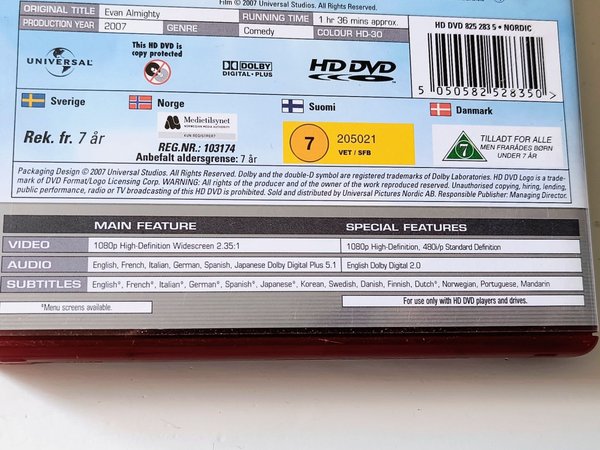 Film © 2007 Universal Studios. All Rights Reserved.
ORIGINAL TITLE Evan Almighty RUNNING TIME 1 hr 36 mins approx.
PRODUCTION YEAR 2007 GENRE Comedy COLOUR HD-30
HD DVD 825 283 5 • NORDIC
UNIVERSAL
THIS HD DVD is
copy protected
DOLBY
DIGITAL·PLUS
HD DVD
5 050582 528350 >
Sverige
Rek. fr. 7 år
Norge
Medietilsynet
NORWEGIAN MEDIA AUTHORITY
KUN REGISTRERT
REG.NR.: 103174
Anbefalt aldersgrense: 7 år
Suomi
7
205021
VET / SFB
Danmark
7
TILLADT FOR ALLE
MEN FRARÅDES BØRN
UNDER 7 ÅR
Packaging Design © 2007 Universal Studios. All Rights Reserved. Dolby and the double-D symbol are registered trademarks of Dolby Laboratories. HD DVD Logo is a trade-
mark of DVD Format/Logo Licensing Corp. WARNING: All rights of the producer and of the owner of the work reproduced reserved. Unauthorised copying, hiring, lending,
public performance, radio or TV broadcasting of this HD DVD is prohibited. Sold and distributed by Universal Pictures Nordic AB. Responsible Publisher: Managing Director.
MAIN FEATURE SPECIAL FEATURES
VIDEO 1080p High-Definition Widescreen 2.35:1 1080p High-Definition, 480i/p Standard Definition
AUDIO English, French, Italian, German, Spanish, Japanese Dolby Digital Plus 5.1 English Dolby Digital 2.0
SUBTITLES English*, French*, Italian*, German*, Spanish*, Japanese*, Korean, Swedish, Danish, Finnish, Dutch*, Norwegian, Portuguese, Mandarin
*Menu screens available.
For use only with HD DVD players and drives.